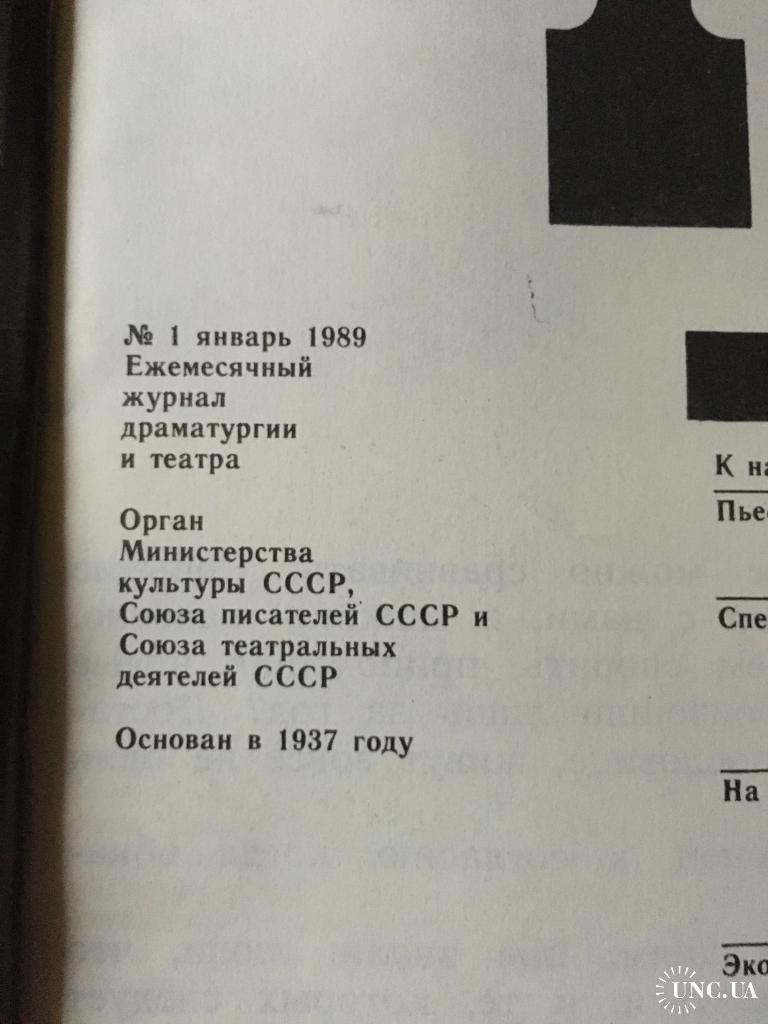 № 1 январь 1989
Ежемесячный
журнал
драматургии
и театра
Орган
Министерства
культуры СССР,
Союза писателей СССР и
Союза театральных
деятелей СССР
Основан в 1937 году
К
На
UNC.UA